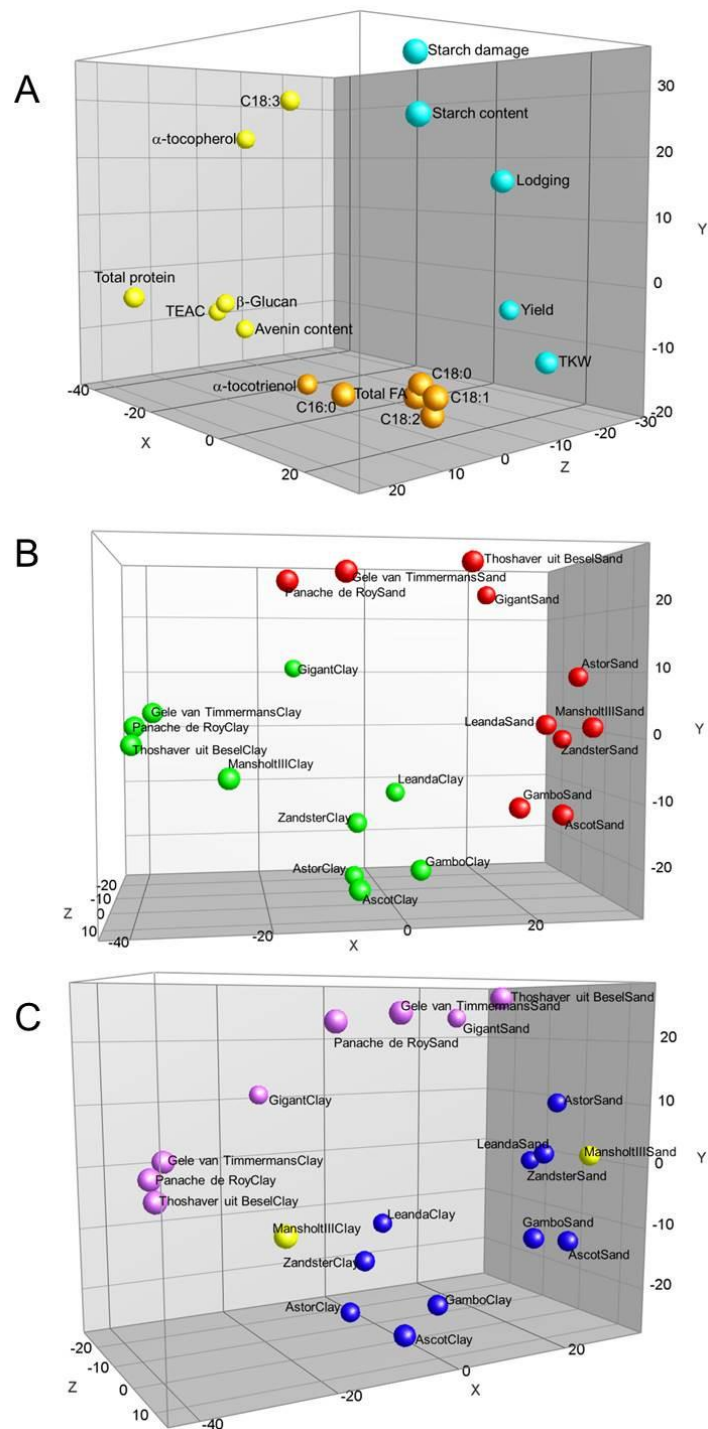 A
Starch damage
30
C18:3
Starch content
20
α-tocopherol
Lodging
10
Y
0
Total protein
β-Glucan
Yield
TEAC
Avenin content
-10
TKW
C18:0
α-tocotrienol
Total FA
C18:1
-40
C16:0
-20
C18:2
-30
-20
-20
X
0
-10
0
Z
20
10
20
B
Thoshaver uit BeselSand
Gele van TimmermansSand
20
Panache de RoySand
GigantSand
10
GigantClay
AstorSand
Gele van TimmermansClay
LeandaSand
MansholtIIISand
Y
Panache de RoyClay
0
Thoshaver uit BeselClay
ZandsterSand
MansholtIIIClay
LeandaClay
-10
GamboSand
ZandsterClay
AscotSand
AstorClay
GamboClay
-20
-20
AscotClay
-10
Z
0
10
-40
-20
X
0
20
C
Thoshaver uit BeselSand
Gele van TimmermansSand
GigantSand
20
Panache de RoySand
10
GigantClay
AstorSand
LeandaSand
MansholtIIISand
Y
Gele van TimmermansClay
ZandsterSand
0
Panache de RoyClay
Thoshaver uit BeselClay
LeandaClay
GamboSand
-10
MansholtIIIClay
AscotSand
ZandsterClay
-20
AstorClay
GamboClay
AscotClay
-20
20
-10
0
Z
0
X
-20
10
-40